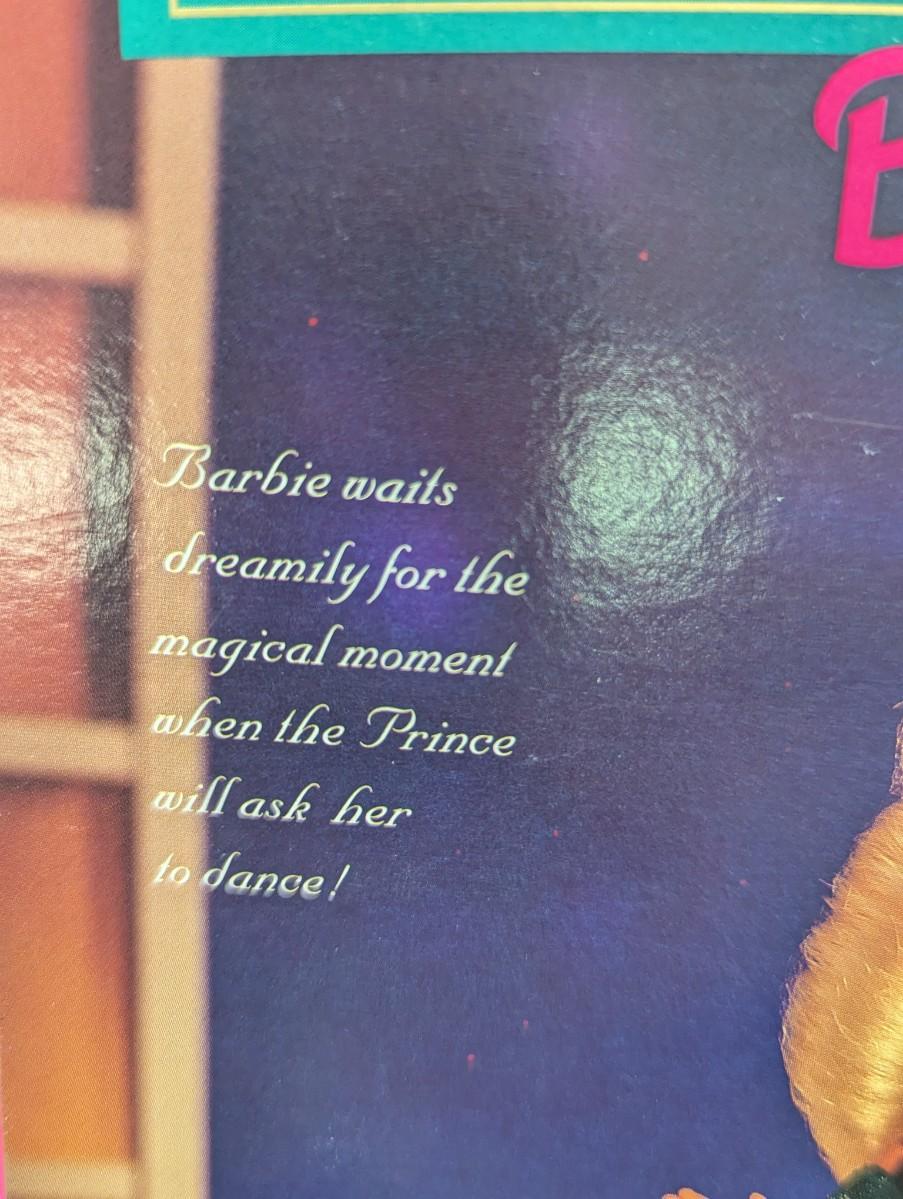 Barbie waits
dreamily for the
magical moment
when the Prince
will ask her
to dance!